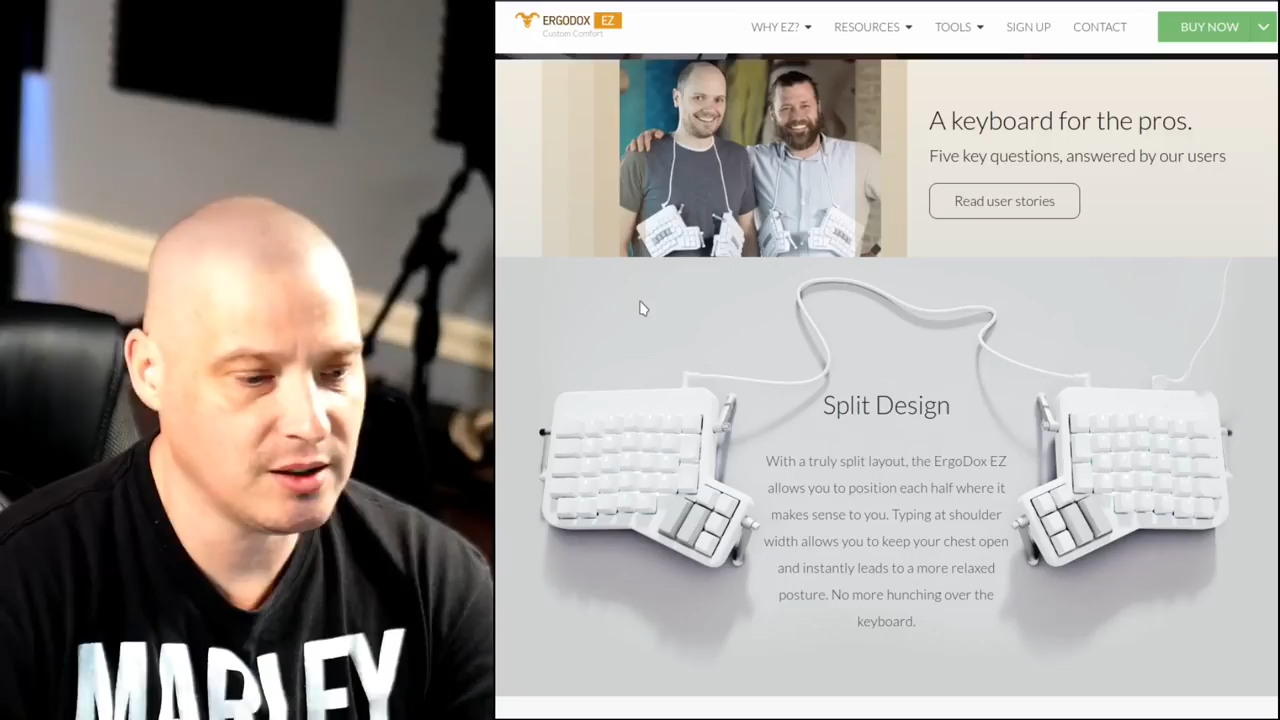 ERGODOX EZ
Custom Comfort
WHY EZ?
RESOURCES
TOOLS
SIGN UP
CONTACT
BUY NOW
A keyboard for the pros.
Five key questions, answered by our users
Read user stories
Split Design
With a truly split layout, the ErgoDox EZ
allows you to position each half where it
makes sense to you. Typing at shoulder
width allows you to keep your chest open
and instantly leads to a more relaxed
posture. No more hunching over the
keyboard.
MARLEY